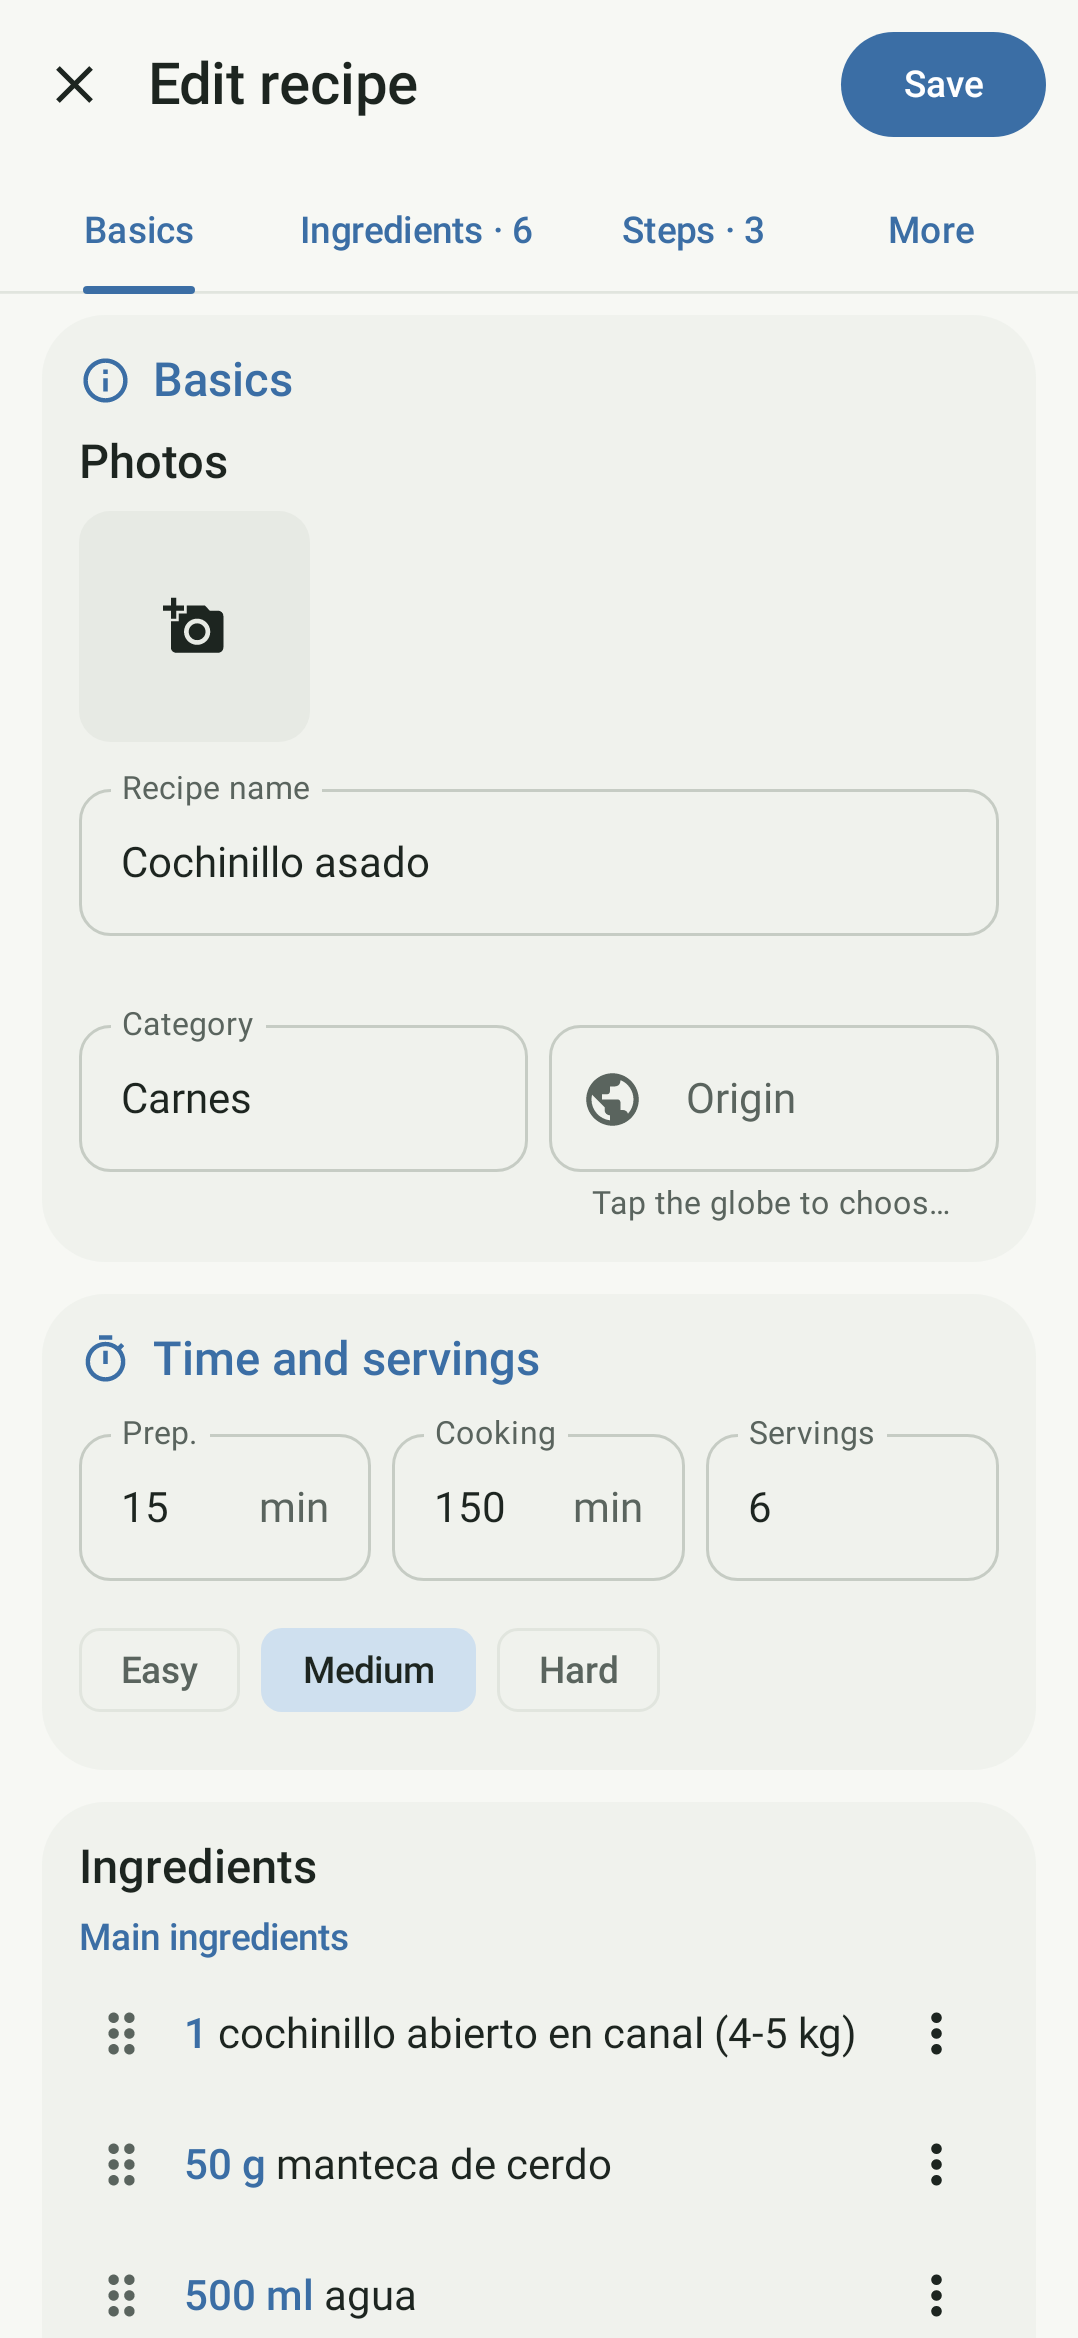 Edit recipe
Save
Basics
Ingredients · 6
Steps · 3
More
Basics
Photos
Recipe name
Cochinillo asado
Category
Carnes
Origin
Tap the globe to choos…
Time and servings
Prep.
15 min
Cooking
150 min
Servings
6
Easy
Medium
Hard
Ingredients
Main ingredients
1 cochinillo abierto en canal (4-5 kg)
50 g manteca de cerdo
500 ml agua